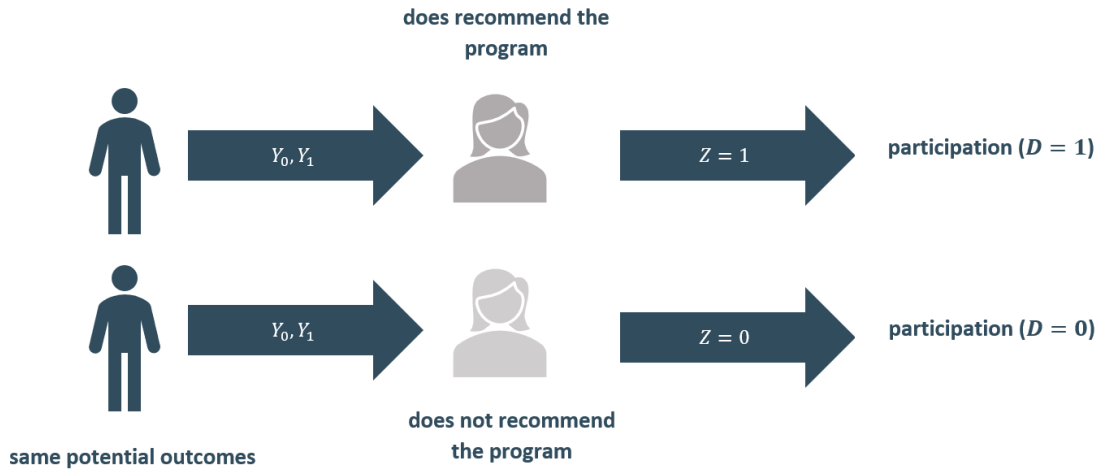 does recommend the
program
Y₀, Y₁
Z = 1
participation (D = 1)
Y₀, Y₁
Z = 0
participation (D = 0)
does not recommend
the program
same potential outcomes